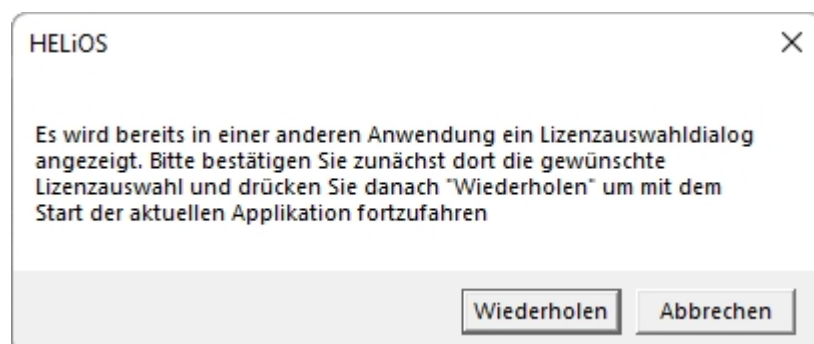 HELiOS
Es wird bereits in einer anderen Anwendung ein Lizenzauswahldialog
angezeigt. Bitte bestätigen Sie zunächst dort die gewünschte
Lizenzauswahl und drücken Sie danach "Wiederholen" um mit dem
Start der aktuellen Applikation fortzufahren
Wiederholen Abbrechen